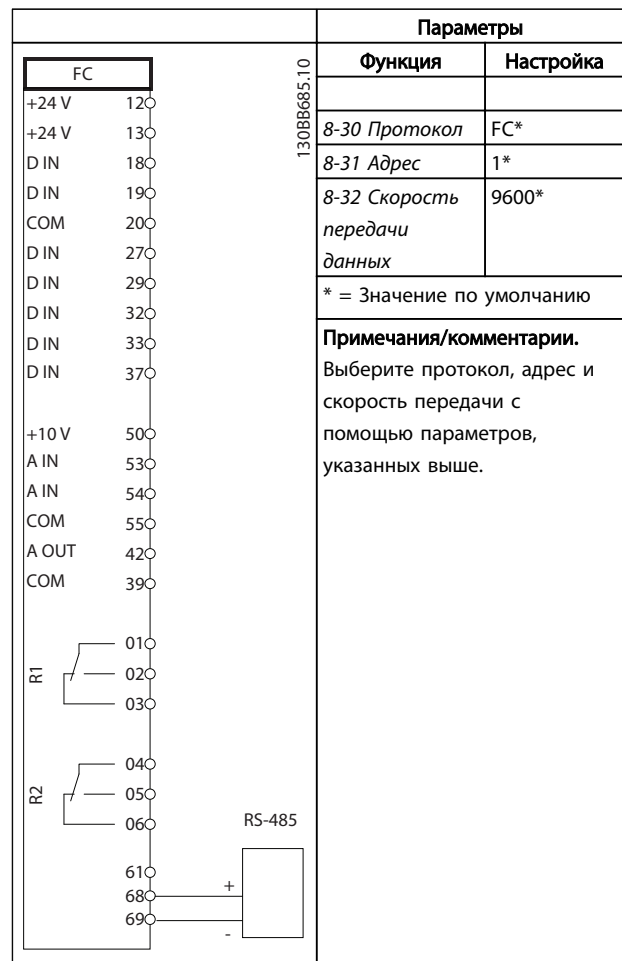 FC
+24 V 12
+24 V 13
D IN 18
D IN 19
COM 20
D IN 27
D IN 29
D IN 32
D IN 33
D IN 37
+10 V 50
A IN 53
A IN 54
COM 55
A OUT 42
COM 39
R1
01
02
03
R2
04
05
06
RS-485
61
68 +
69 -
130BB685.10
Параметры
Функция Настройка
8-30 Протокол FC*
8-31 Адрес 1*
8-32 Скорость 9600*
передачи
данных
* = Значение по умолчанию
Примечания/комментарии.
Выберите протокол, адрес и
скорость передачи с
помощью параметров,
указанных выше.